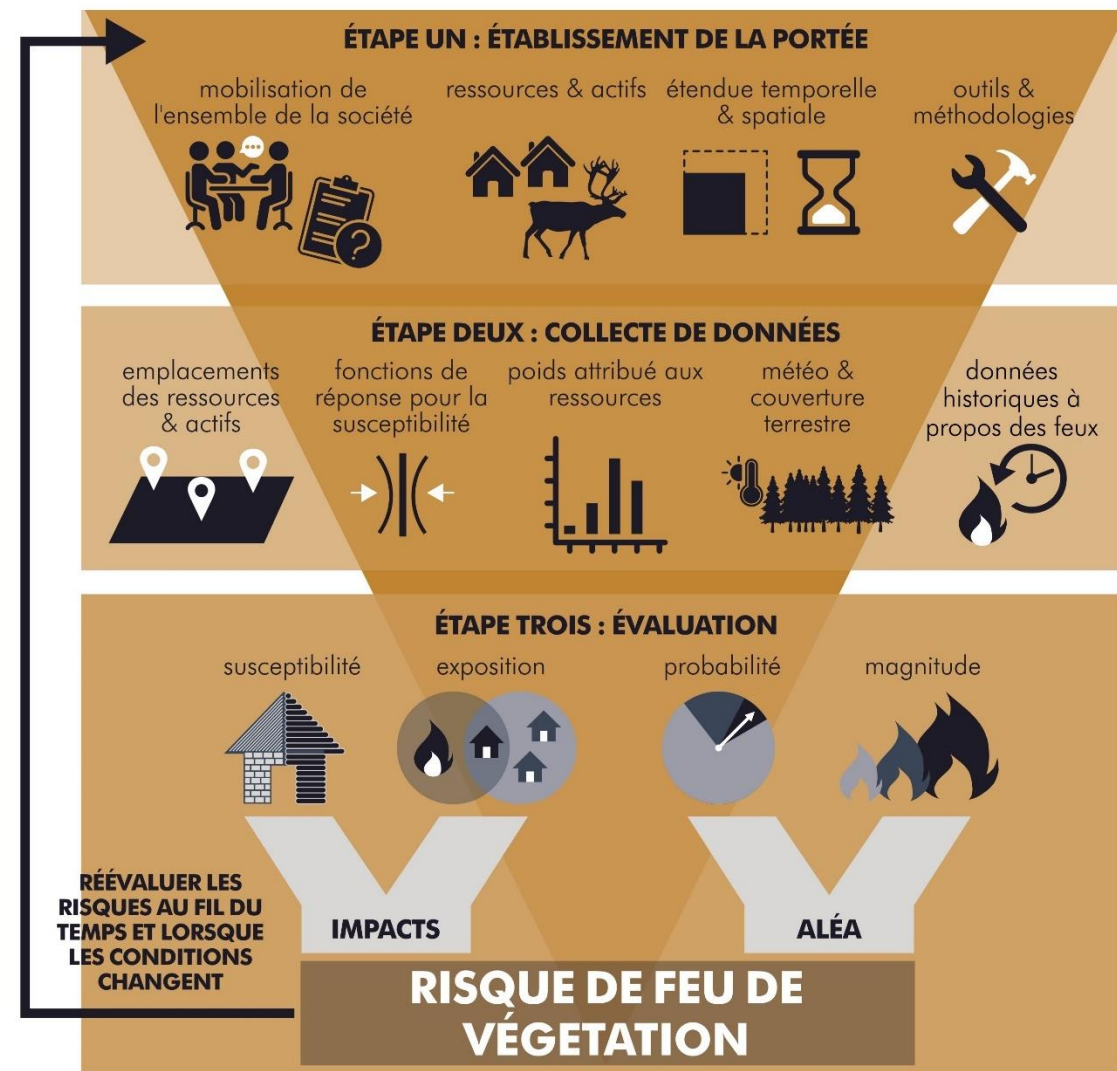 ÉTAPE UN : ÉTABLISSEMENT DE LA PORTÉE
mobilisation de
l'ensemble de la société
ressources & actifs
étendue temporelle
& spatiale
outils &
méthodologies
?
ÉTAPE DEUX : COLLECTE DE DONNÉES
emplacements
des ressources
& actifs
fonctions de
réponse pour la
susceptibilité
poids attribué aux
ressources
météo &
couverture
terrestre
données
historiques à
propos des feux
ÉTAPE TROIS : ÉVALUATION
susceptibilité
exposition
probabilité
magnitude
IMPACTS
ALÉA
RÉÉVALUER LES
RISQUES AU FIL DU
TEMPS ET LORSQUE
LES CONDITIONS
CHANGENT
RISQUE DE FEU DE
VÉGETATION